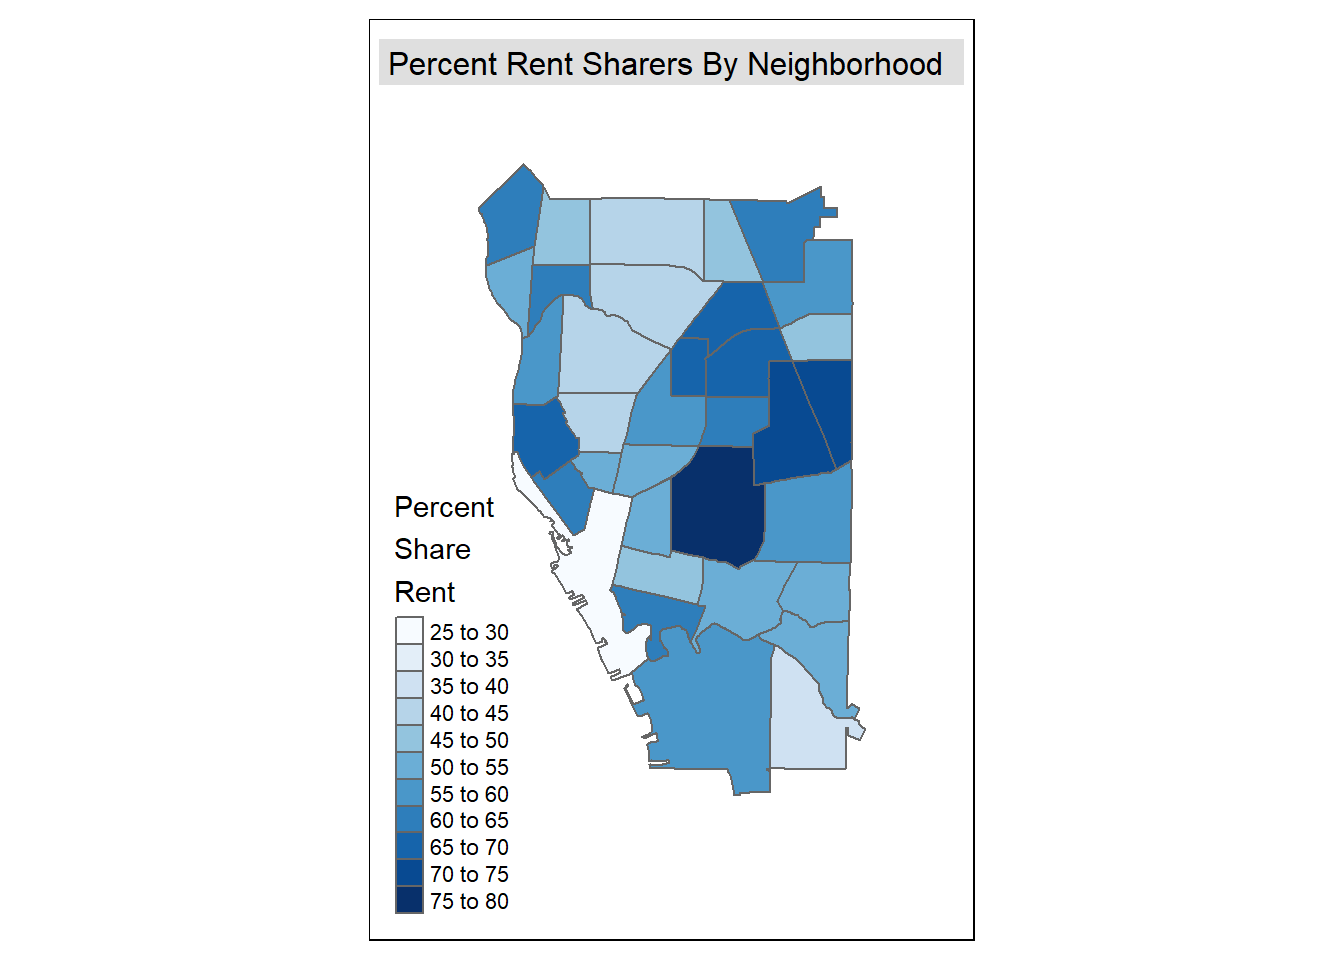 Percent Rent Sharers By Neighborhood
Percent
Share
Rent
25 to 30
30 to 35
35 to 40
40 to 45
45 to 50
50 to 55
55 to 60
60 to 65
65 to 70
70 to 75
75 to 80